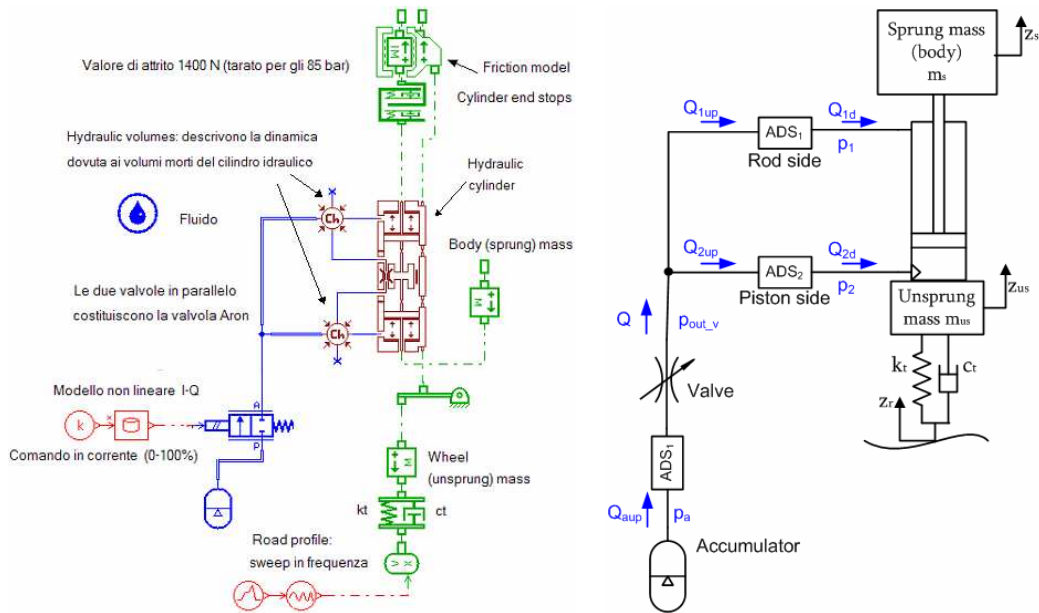 Valore di attrito 1400 N (tarato per gli 85 bar)
IM
Friction model
Cylinder end stops
Hydraulic volumes: descrivono la dinamica
dovuta ai volumi morti del cilindro idraulico
Hydraulic
cylinder
Ch
Fluido
Body (sprung) mass
M
Le due valvole in parallelo
costituiscono la valvola Aron
Ch
Modello non lineare I-Q
A
k
x
P
Comando in corrente (0-100%)
Wheel
(unsprung) mass
M
kt
ct
Road profile:
sweep in frequenza
X
V
Sprung mass
(body)
ms
zs
Q1up
Q1d
ADS1
p1
Rod side
Q2up
Q2d
ADS2
p2
Piston side
Unsprung
mass mus
zus
Q
pout_v
kt
ct
Valve
zr
ADS1
Qaup
pa
Accumulator